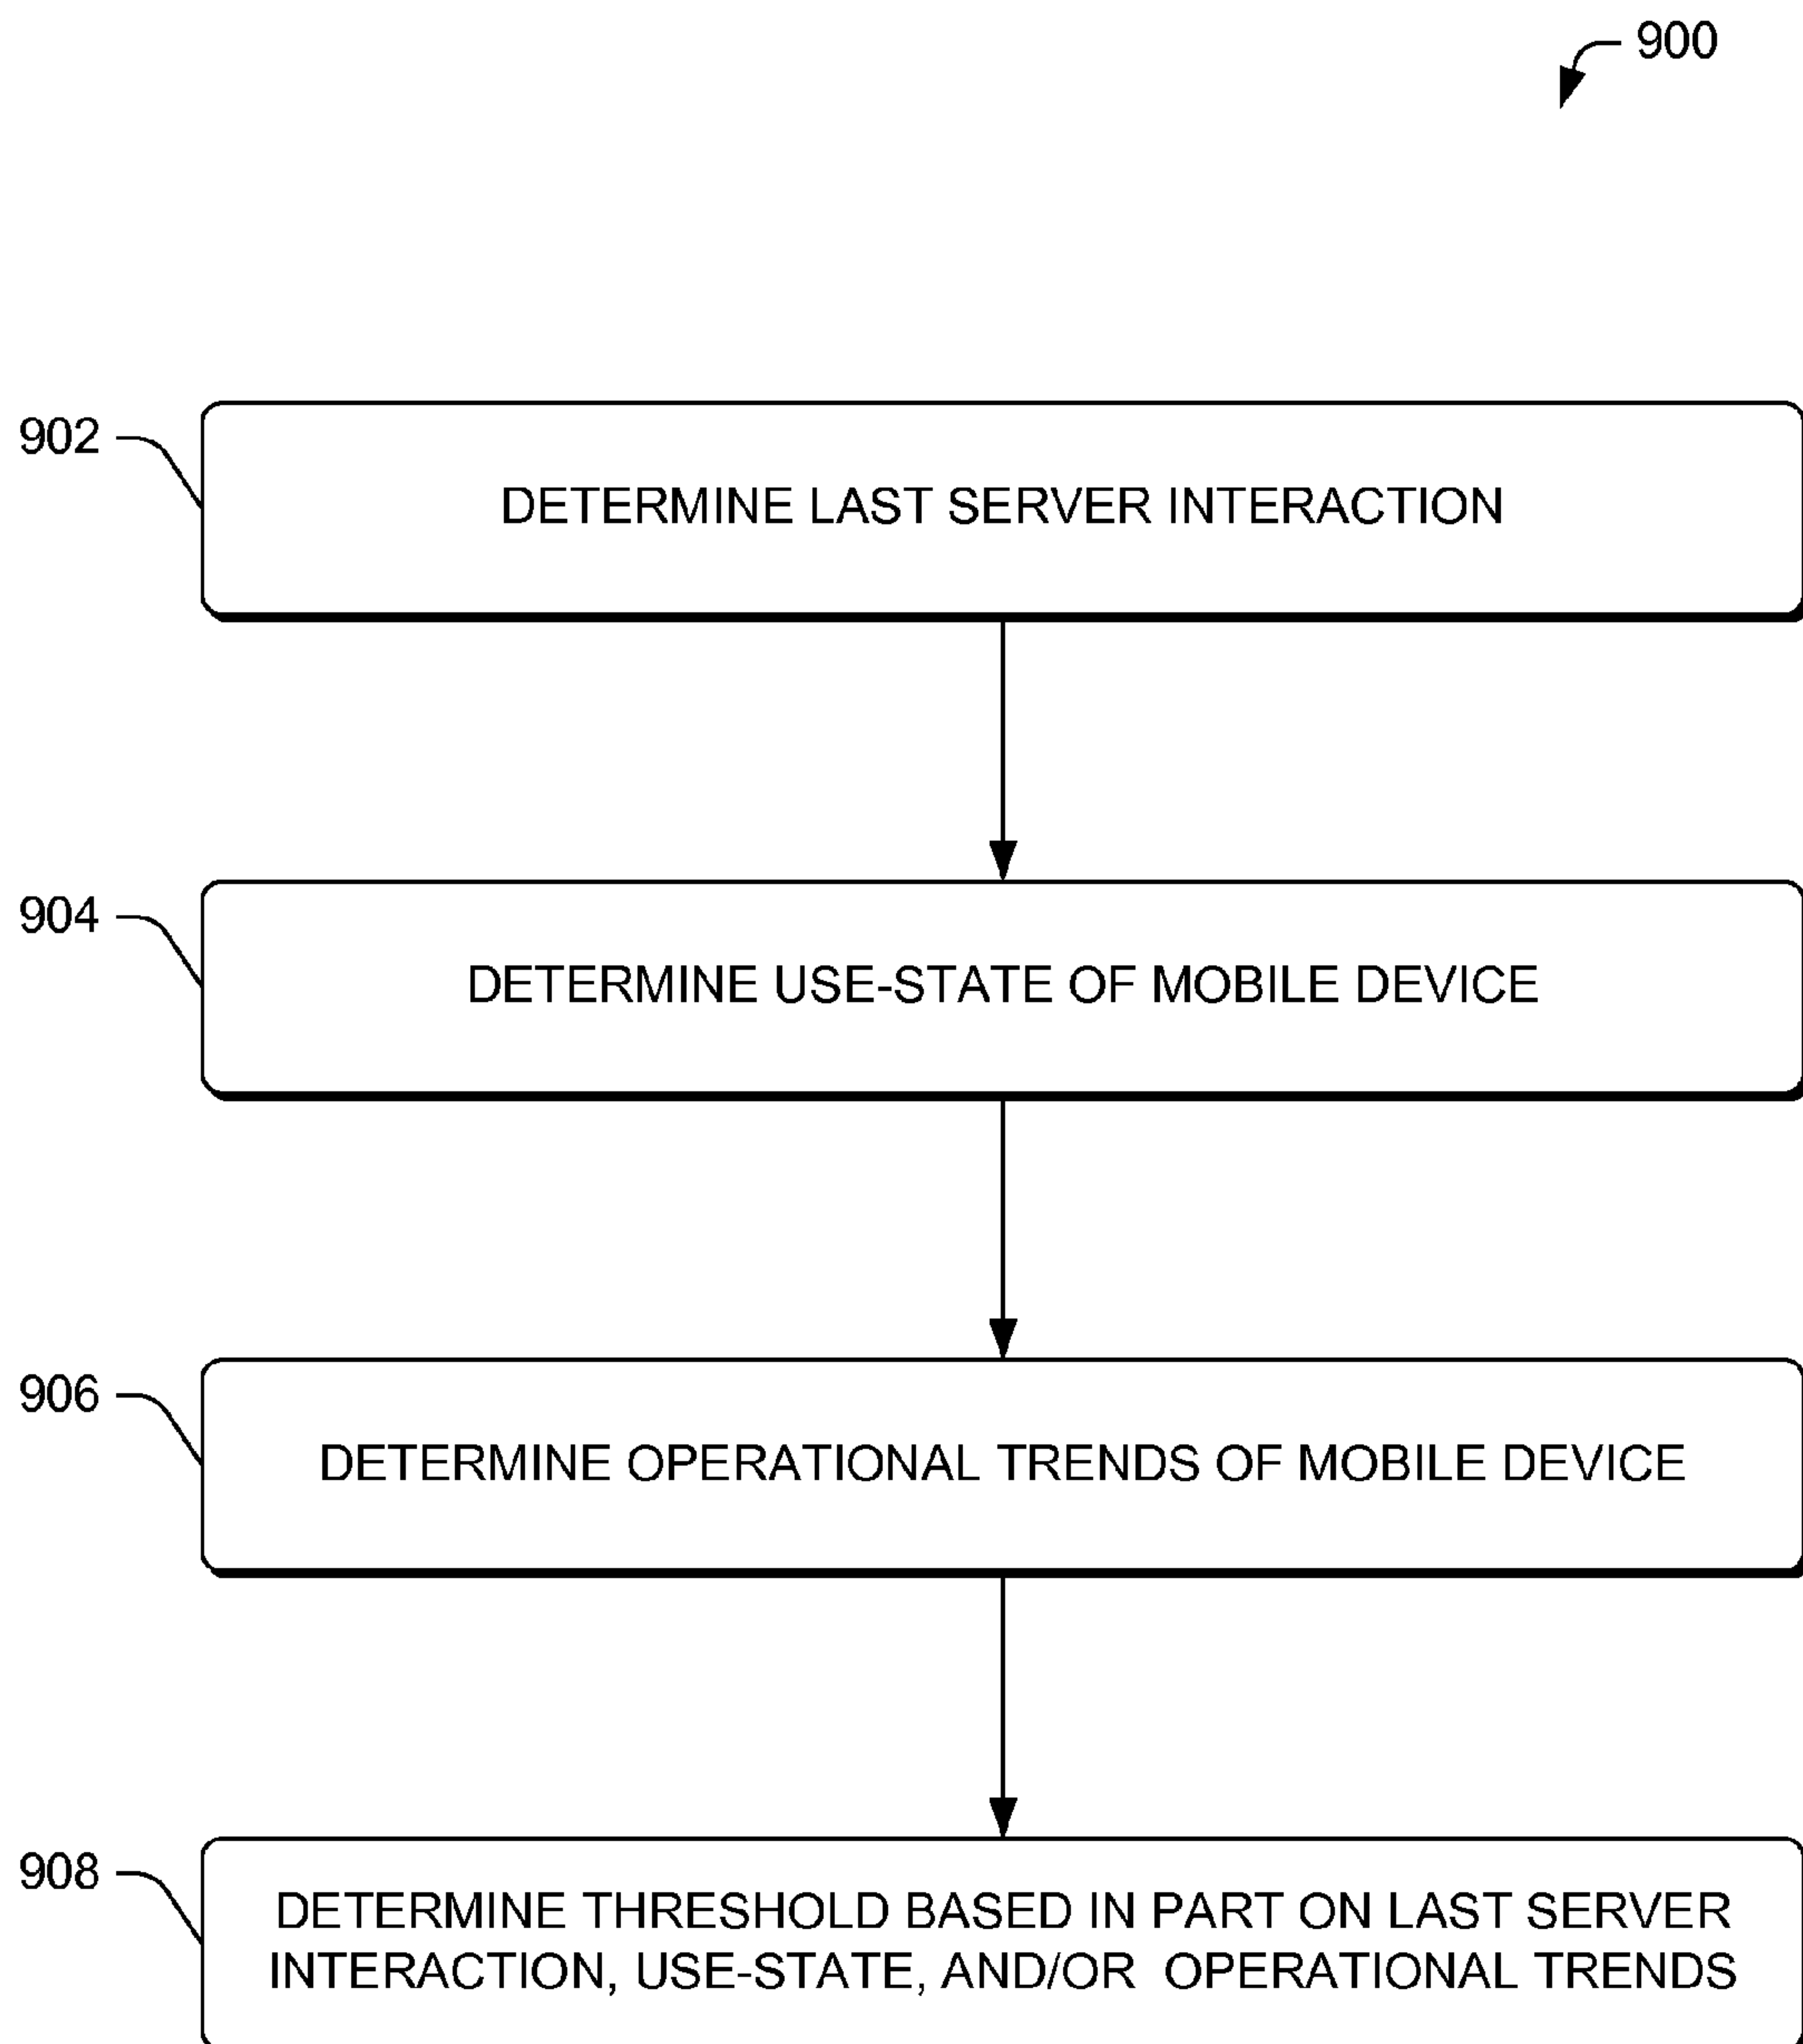 900
902
DETERMINE LAST SERVER INTERACTION
904
DETERMINE USE-STATE OF MOBILE DEVICE
906
DETERMINE OPERATIONAL TRENDS OF MOBILE DEVICE
908
DETERMINE THRESHOLD BASED IN PART ON LAST SERVER
INTERACTION, USE-STATE, AND/OR OPERATIONAL TRENDS